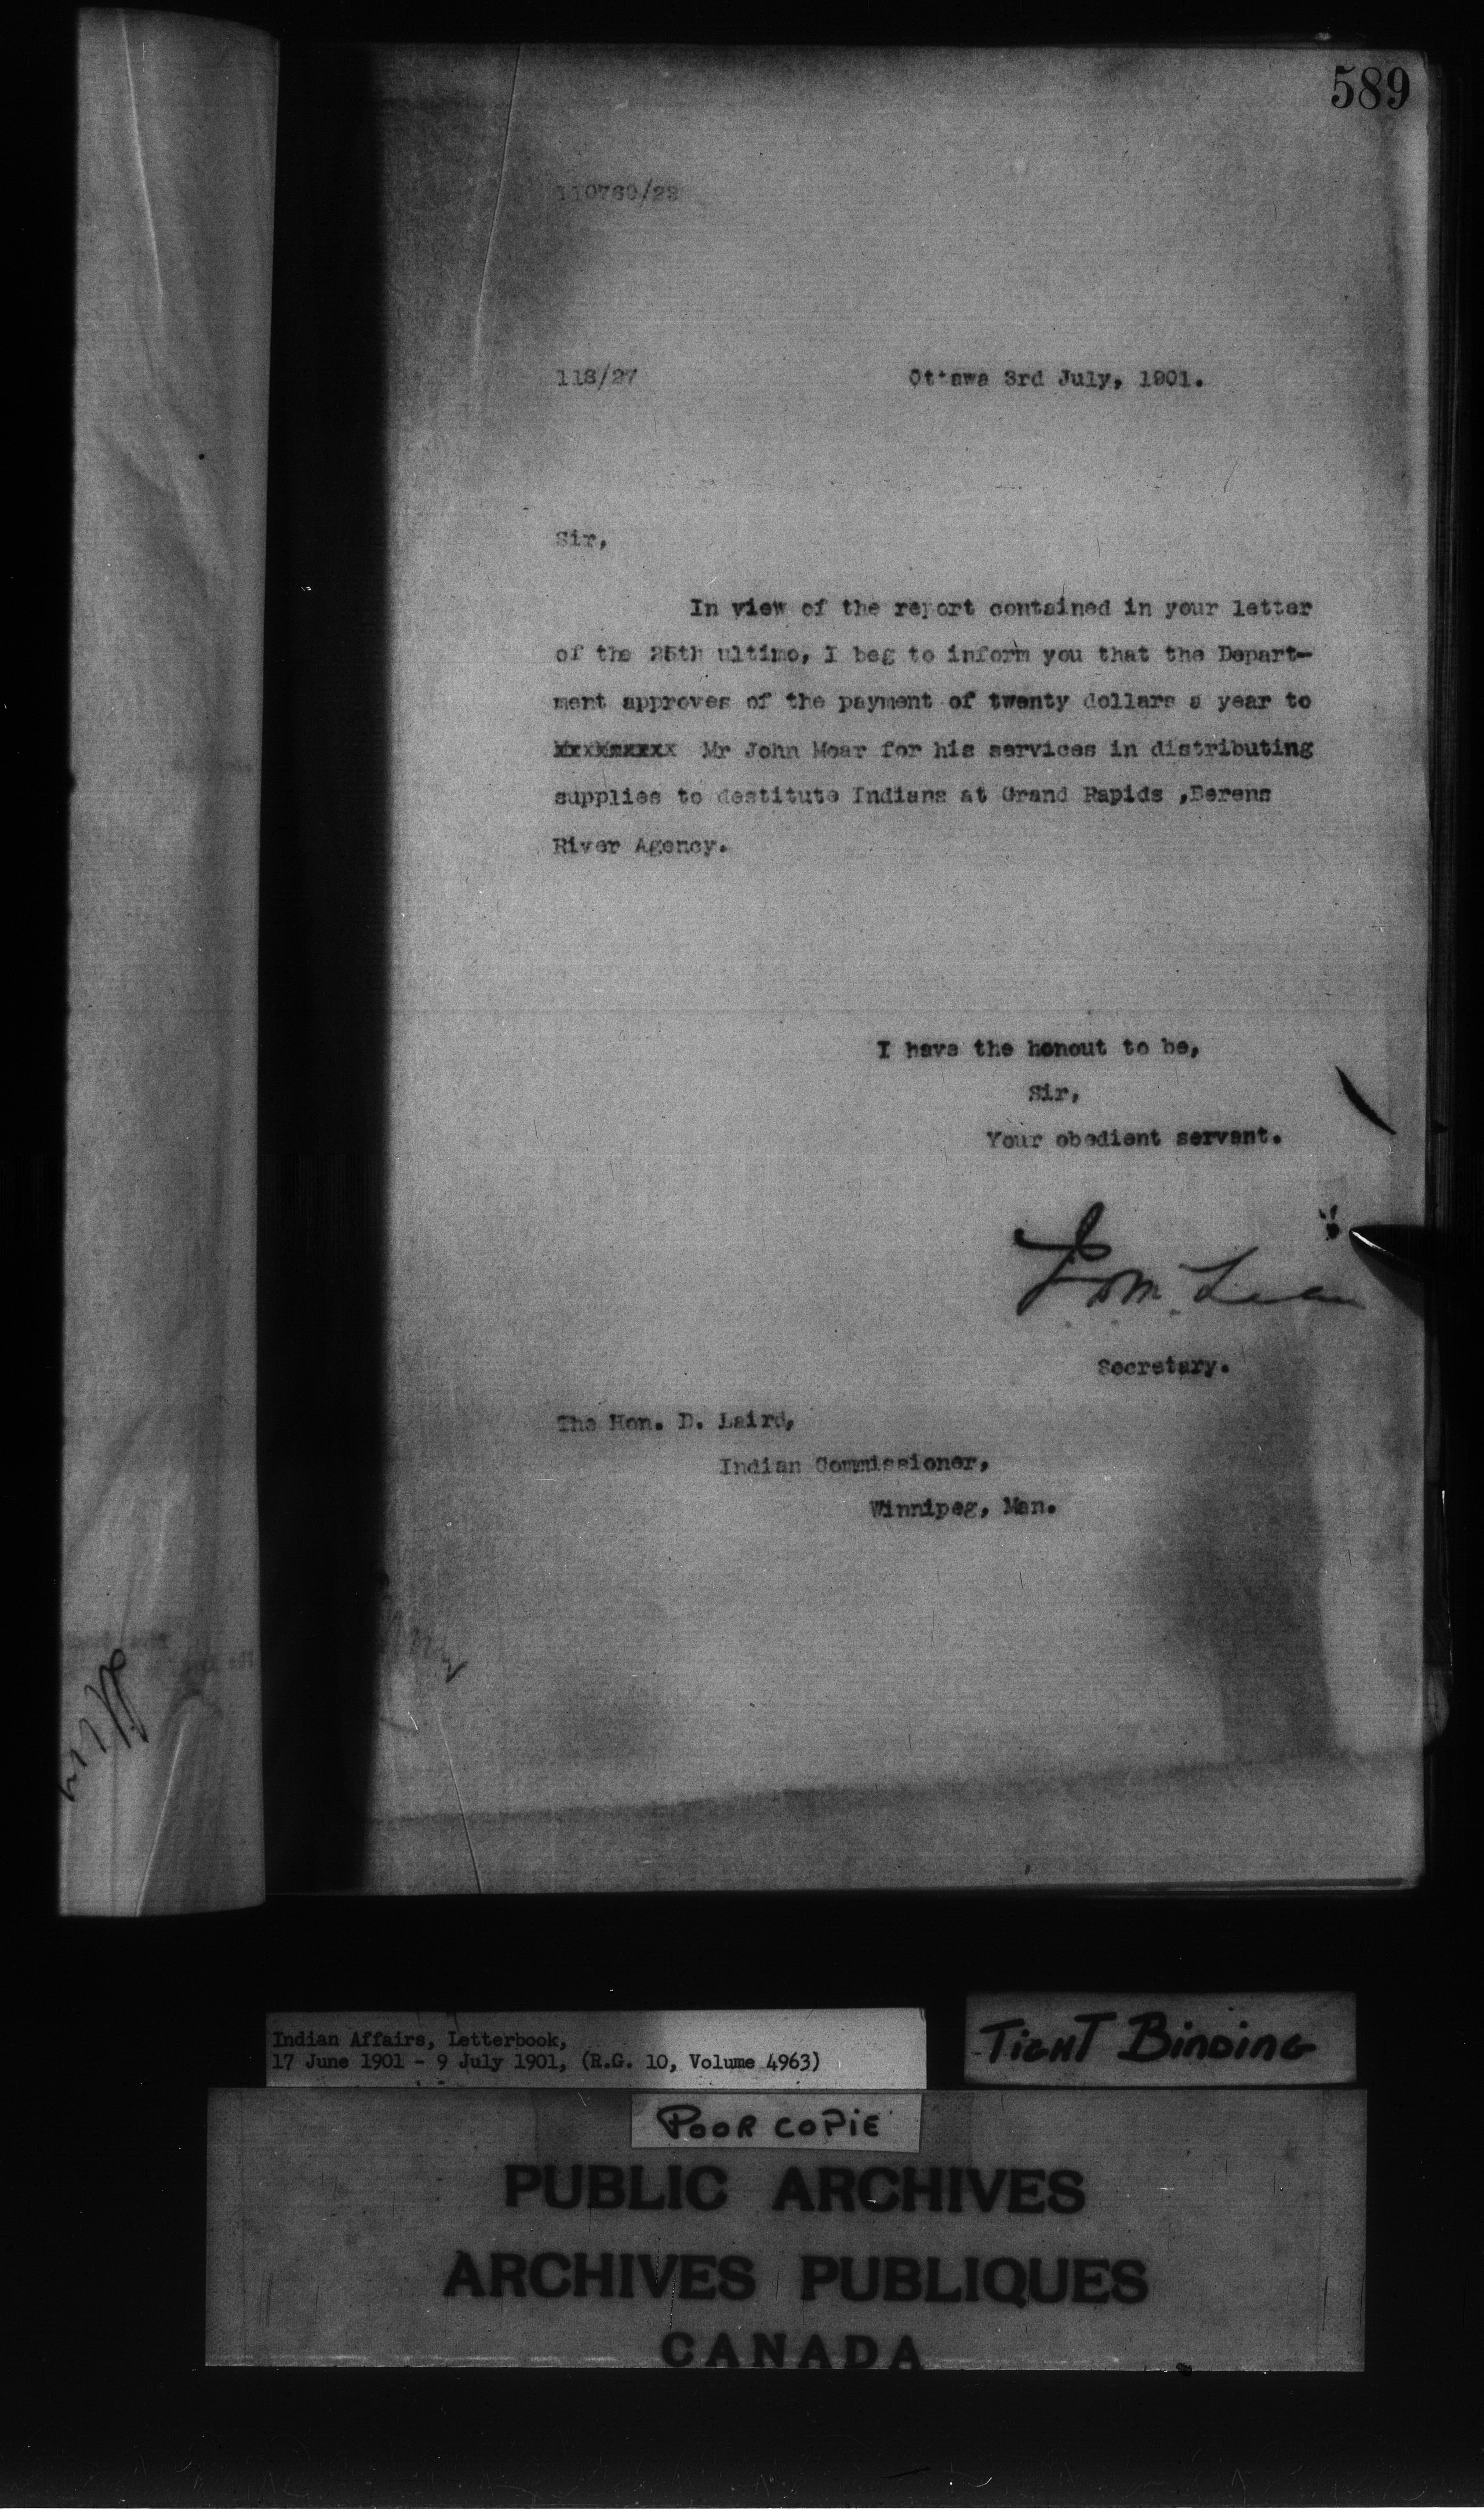 589
110760/23
118/27 Ottawa 3rd July, 1901.
Sir,
In view of the report contained in your letter
of the 25th ultimo, I beg to inform you that the Depart-
ment approves of the payment of twenty dollars a year to
Mr John Moar for his services in distributing
supplies to destitute Indians at Grand Rapids ,Berens
River Agency.
I have the honout to be,
Sir,
Your obedient servant.
Secretary.
The Hon. D. Laird,
Indian Commissioner,
Winnipeg, Man.
Indian Affairs, Letterbook,
17 June 1901 - 9 July 1901, (R.G. 10, Volume 4963)
TIGHT BINDING
POOR COPIE
PUBLIC ARCHIVES
ARCHIVES PUBLIQUES
CANADA